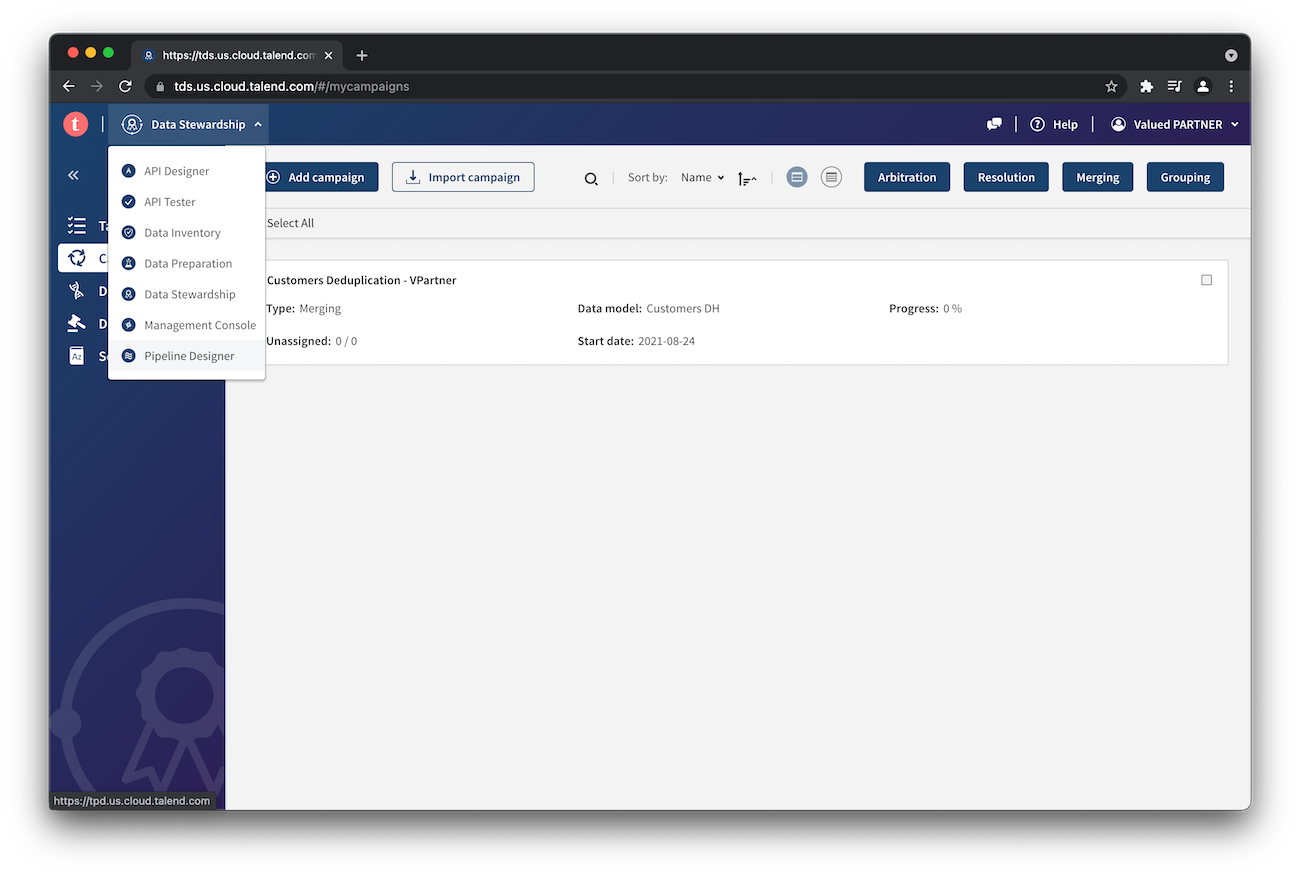 https://tds.us.cloud.talend.com
tds.us.cloud.talend.com/#/mycampaigns
t Data Stewardship Help Valued PARTNER
API Designer
API Tester
Data Inventory
Data Preparation
Data Stewardship
Management Console
Pipeline Designer
Add campaign Import campaign Sort by: Name Arbitration Resolution Merging Grouping
Select All
Customers Deduplication - VPartner
Type: Merging Data model: Customers DH Progress: 0 %
Unassigned: 0 / 0 Start date: 2021-08-24
Az
https://tpd.us.cloud.talend.com